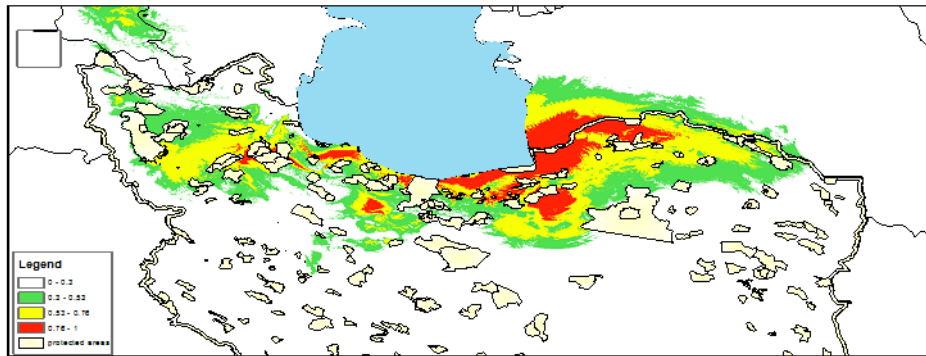 Legend
0 - 0.3
0.3 - 0.53
0.53 - 0.76
0.76 - 1
protected areas